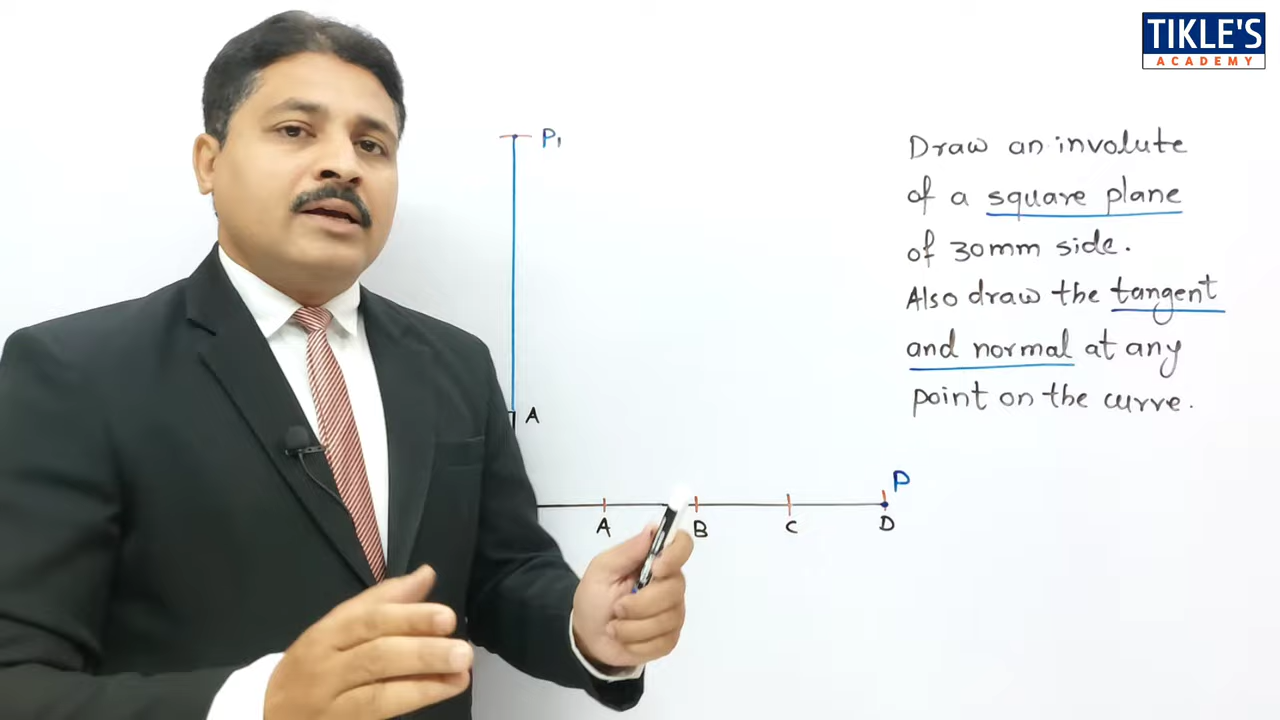 TIKLE'S
ACADEMY
P₁
Draw an involute
of a square plane
of 30mm side.
Also draw the tangent
and normal at any
point on the curve.
A
P
A B C D